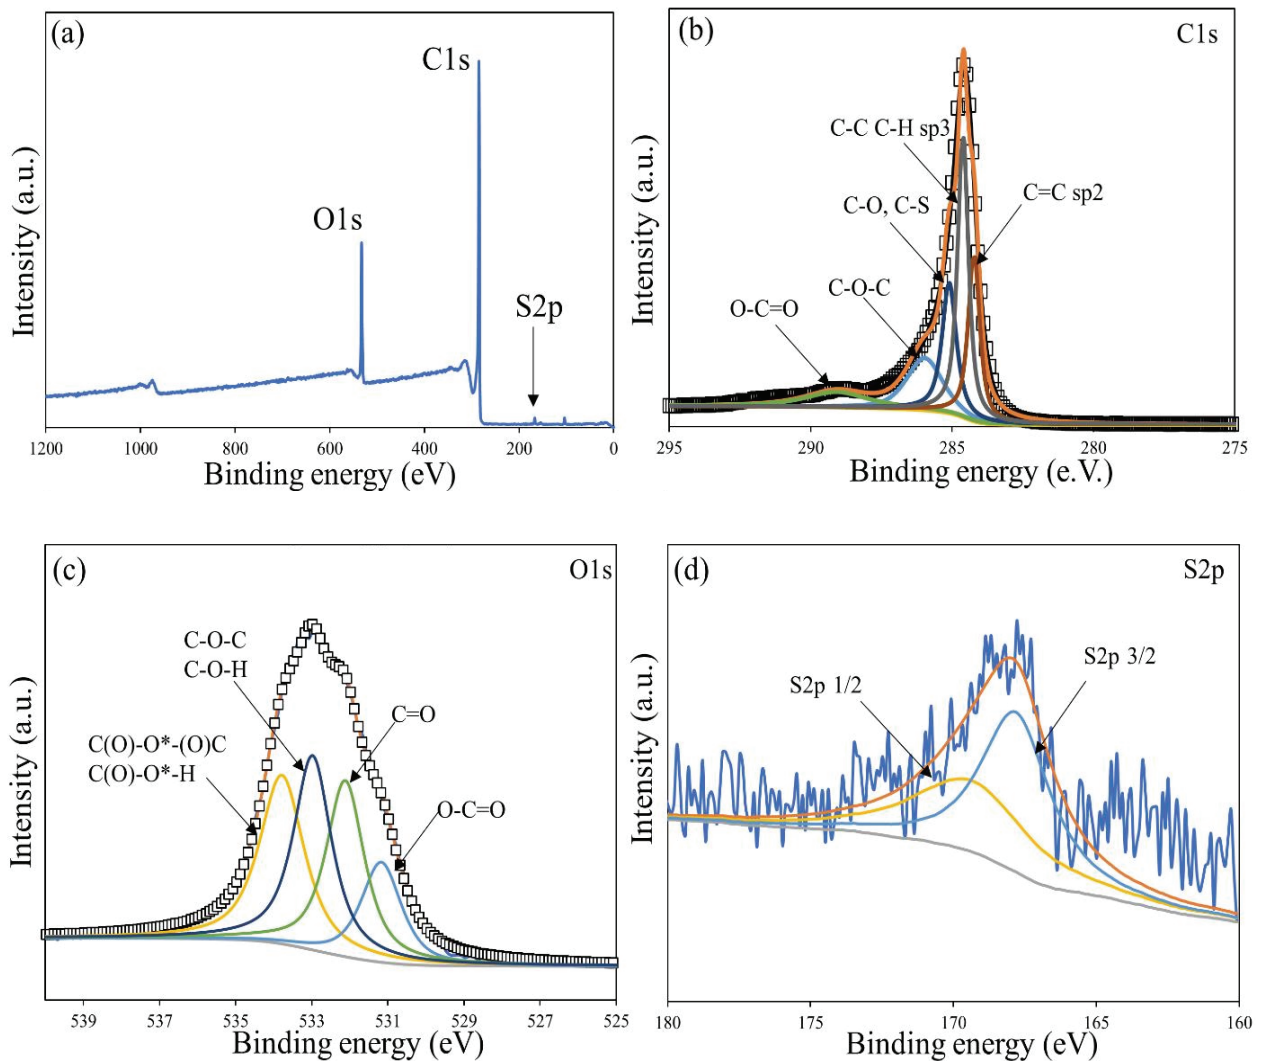 (a)
C1s
O1s
S2p
Intensity (a.u.)
1200 1000 800 600 400 200 0
Binding energy (eV)
(b)
C1s
C-C C-H sp3
C=C sp2
C-O, C-S
C-O-C
O-C=O
Intensity (a.u.)
295 290 285 280 275
Binding energy (e.V.)
(c)
O1s
C-O-C
C-O-H
C=O
C(O)-O*-(O)C
C(O)-O*-H
O-C=O
Intensity (a.u.)
539 537 535 533 531 529 527 525
Binding energy (eV)
(d)
S2p
S2p 3/2
S2p 1/2
Intensity (a.u.)
180 175 170 165 160
Binding energy (eV)